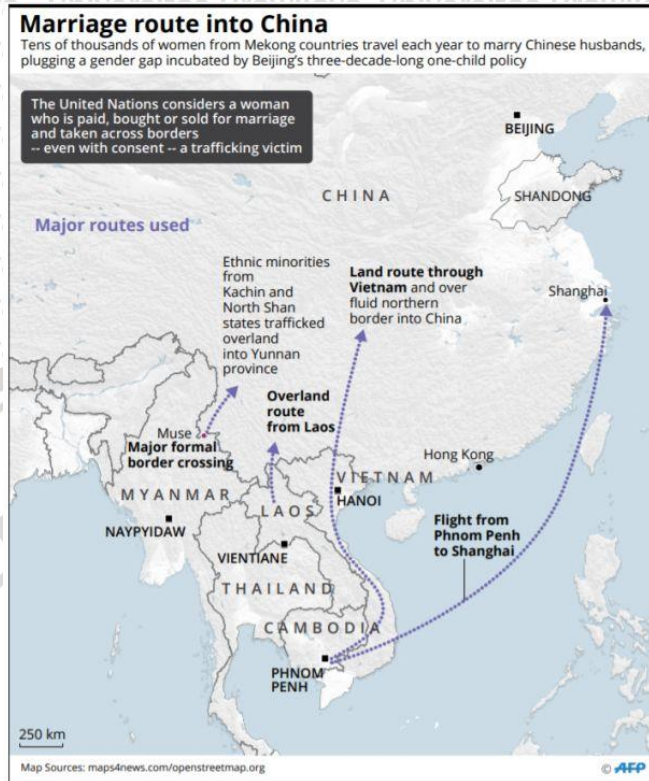 Marriage route into China
Tens of thousands of women from Mekong countries travel each year to marry Chinese husbands,
plugging a gender gap incubated by Beijing's three-decade-long one-child policy
The United Nations considers a woman
who is paid, bought or sold for marriage
and taken across borders
-- even with consent -- a trafficking victim
BEIJING
CHINA
SHANDONG
Major routes used
Ethnic minorities
from
Kachin and
North Shan
states trafficked
overland
into Yunnan
province
Land route through
Vietnam and over
fluid northern
border into China
Shanghai
Overland
route
from Laos
Muse
Major formal
border crossing
Hong Kong
VIETNAM
HANOI
MYANMAR
LAOS
NAYPYIDAW
Flight from
Phnom Penh
to Shanghai
VIENTIANE
THAILAND
CAMBODIA
PHNOM
PENH
250 km
Map Sources: maps4news.com/openstreetmap.org
© AFP